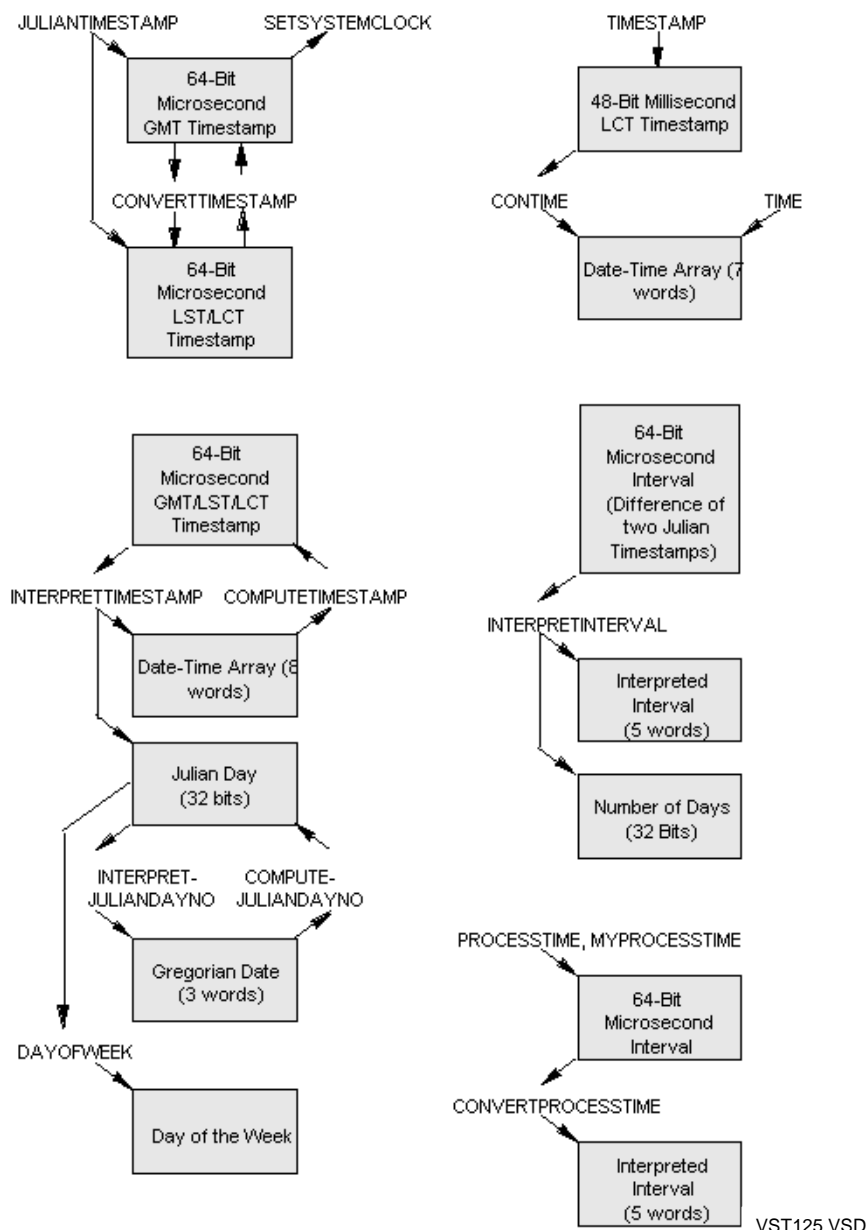 JULIANTIMESTAMP
SETSYSTEMCLOCK
64-Bit
Microsecond
GMT Timestamp
CONVERTTIMESTAMP
64-Bit
Microsecond
LST/LCT
Timestamp
TIMESTAMP
48-Bit Millisecond
LCT Timestamp
CONTIME
TIME
Date-Time Array (7
words)
64-Bit
Microsecond
GMT/LST/LCT
Timestamp
INTERPRETTIMESTAMP
COMPUTETIMESTAMP
Date-Time Array (8
words)
Julian Day
(32 bits)
INTERPRET-
JULIANDAYNO
COMPUTE-
JULIANDAYNO
Gregorian Date
(3 words)
DAYOFWEEK
Day of the Week
64-Bit
Microsecond
Interval
(Difference of
two Julian
Timestamps)
INTERPRETINTERVAL
Interpreted
Interval
(5 words)
Number of Days
(32 Bits)
PROCESSTIME, MYPROCESSTIME
64-Bit
Microsecond
Interval
CONVERTPROCESSTIME
Interpreted
Interval
(5 words)
VST125.VSD